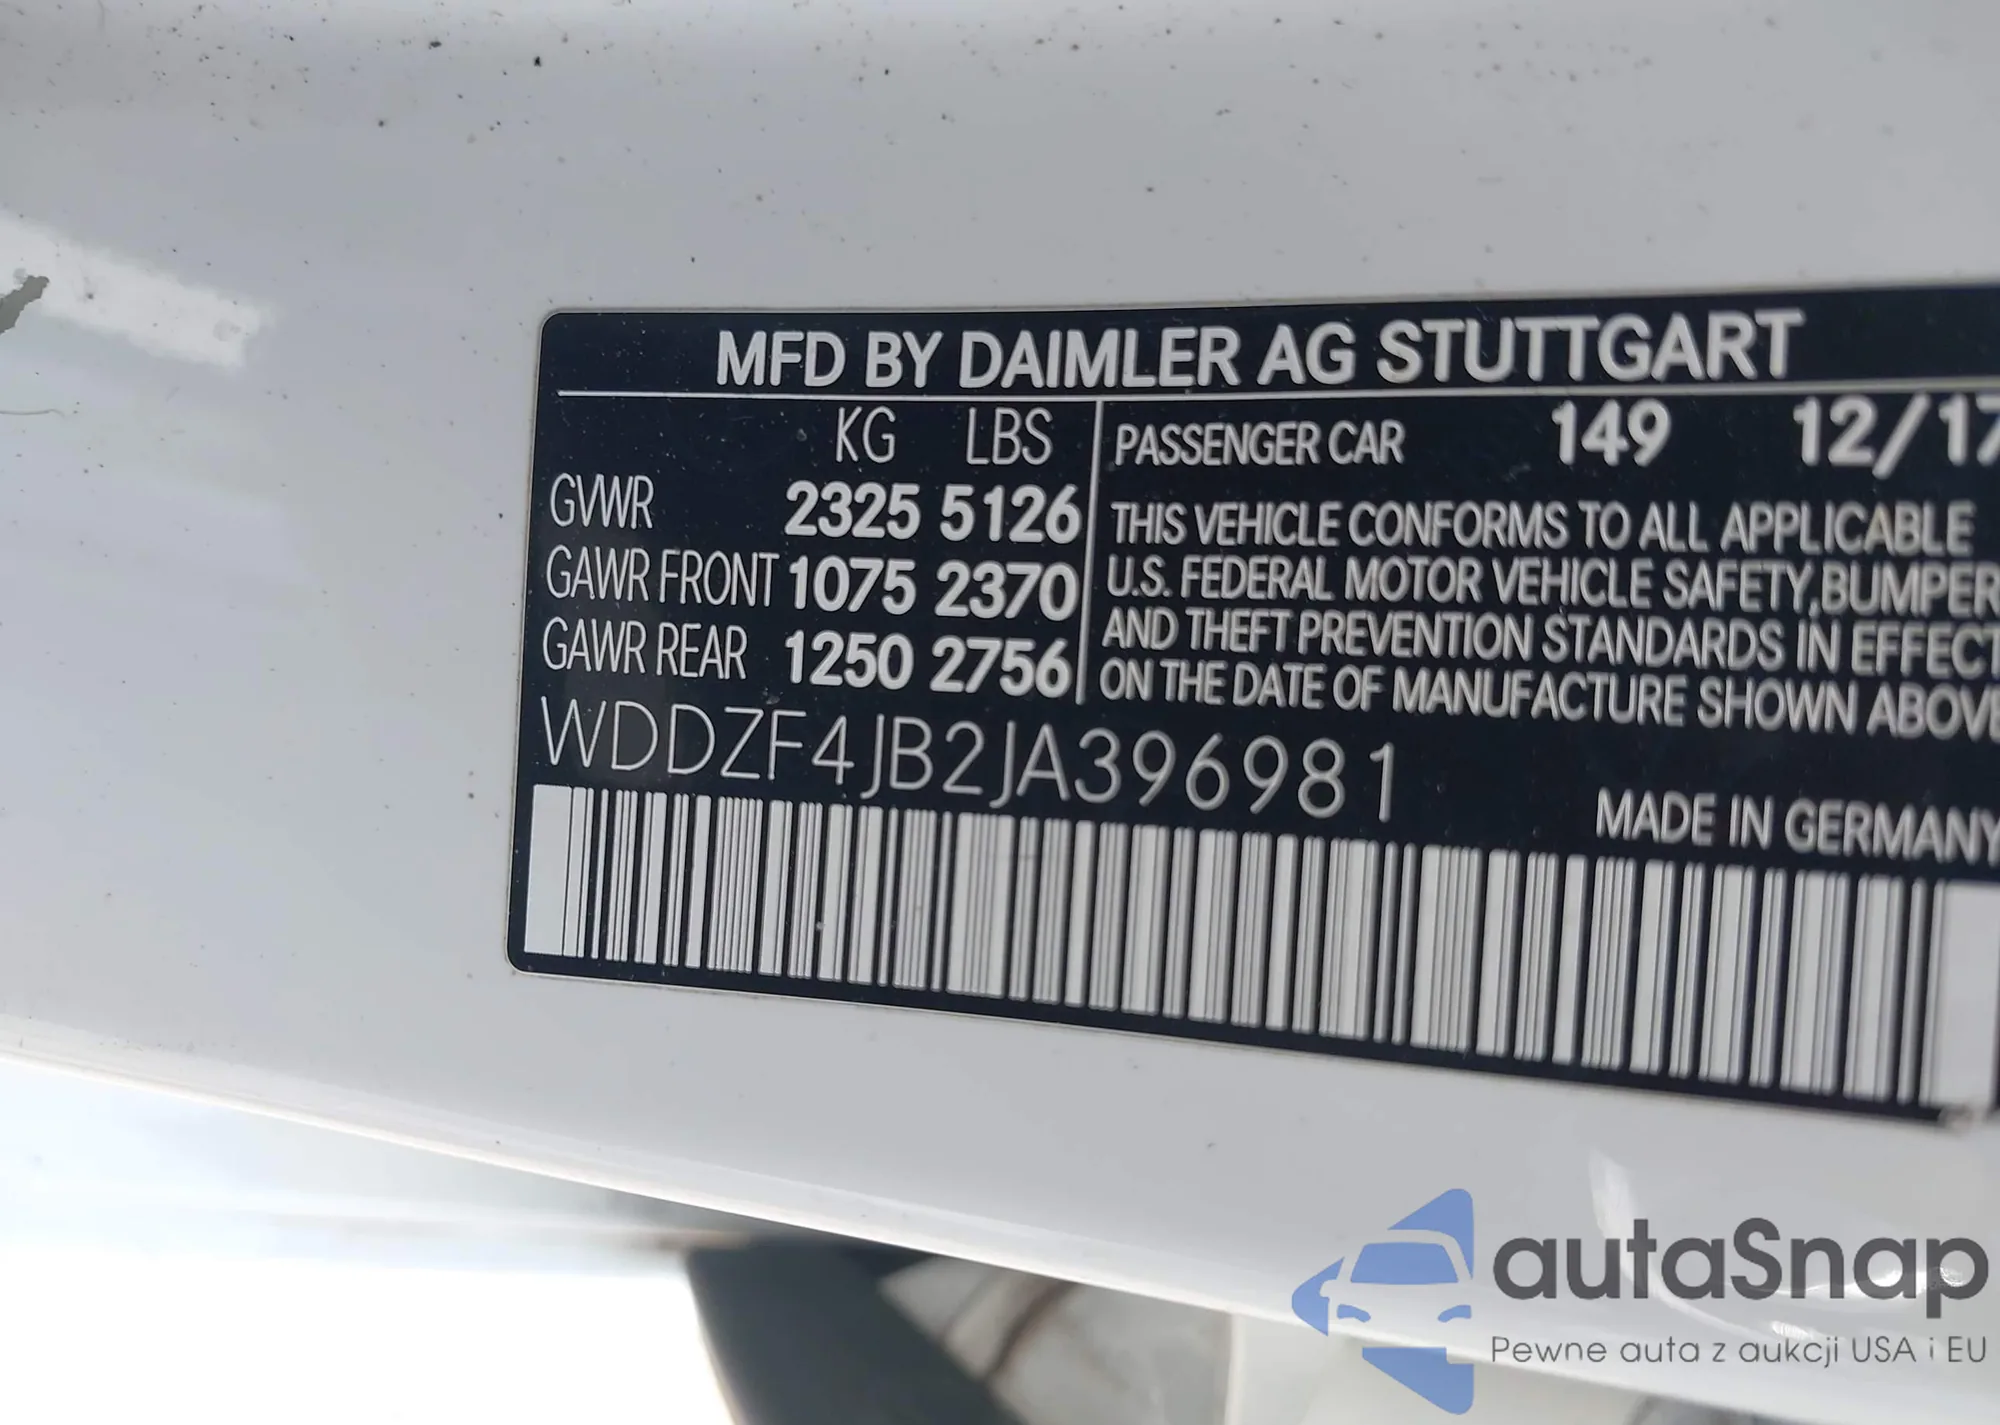 MFD BY DAIMLER AG STUTTGART
KG LBS
GVWR 2325 5126
GAWR FRONT 1075 2370
GAWR REAR 1250 2756
PASSENGER CAR 149 12/17
THIS VEHICLE CONFORMS TO ALL APPLICABLE
U.S. FEDERAL MOTOR VEHICLE SAFETY, BUMPER
AND THEFT PREVENTION STANDARDS IN EFFECT
ON THE DATE OF MANUFACTURE SHOWN ABOVE
WDDZF4JB2JA396981
MADE IN GERMANY
autaSnap
Pewne auta z aukcji USA i EU